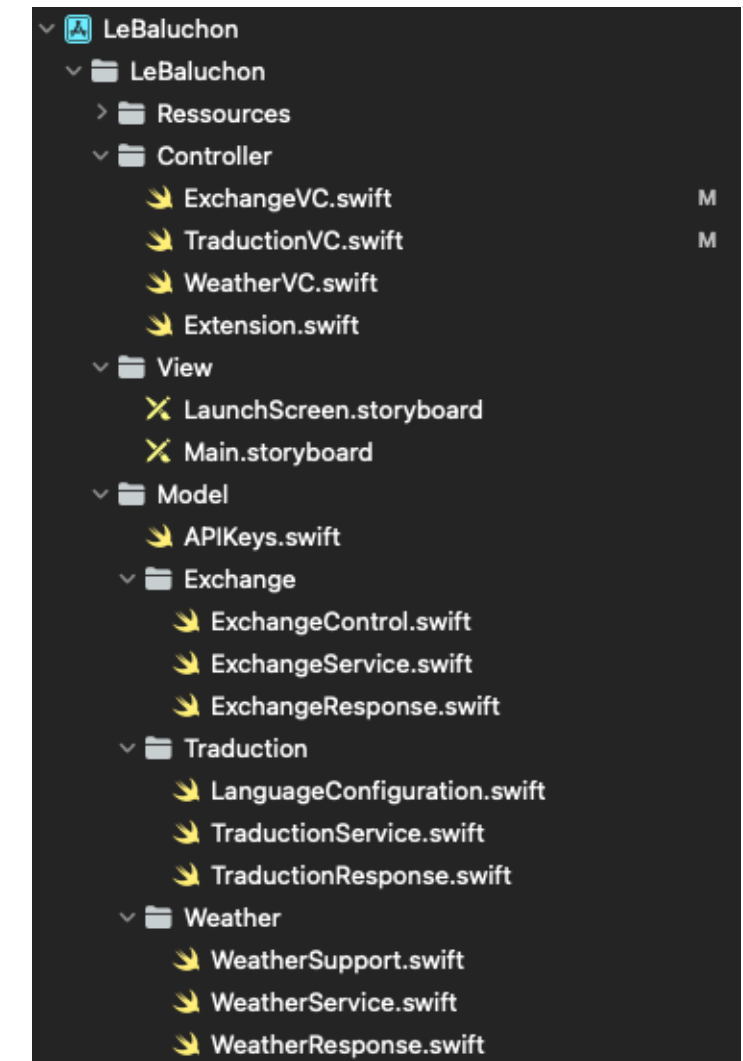 LeBaluchon
LeBaluchon
Ressources
Controller
ExchangeVC.swift M
TraductionVC.swift M
WeatherVC.swift
Extension.swift
View
LaunchScreen.storyboard
Main.storyboard
Model
APIKeys.swift
Exchange
ExchangeControl.swift
ExchangeService.swift
ExchangeResponse.swift
Traduction
LanguageConfiguration.swift
TraductionService.swift
TraductionResponse.swift
Weather
WeatherSupport.swift
WeatherService.swift
WeatherResponse.swift